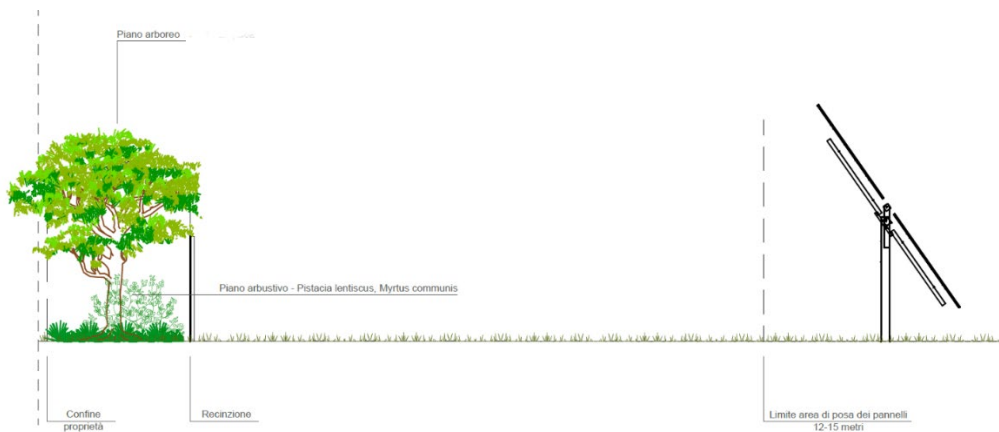 Piano arboreo
Piano arbustivo - Pistacia lentiscus, Myrtus communis
Confine
proprietà
Recinzione
Limite area di posa dei pannelli
12-15 metri